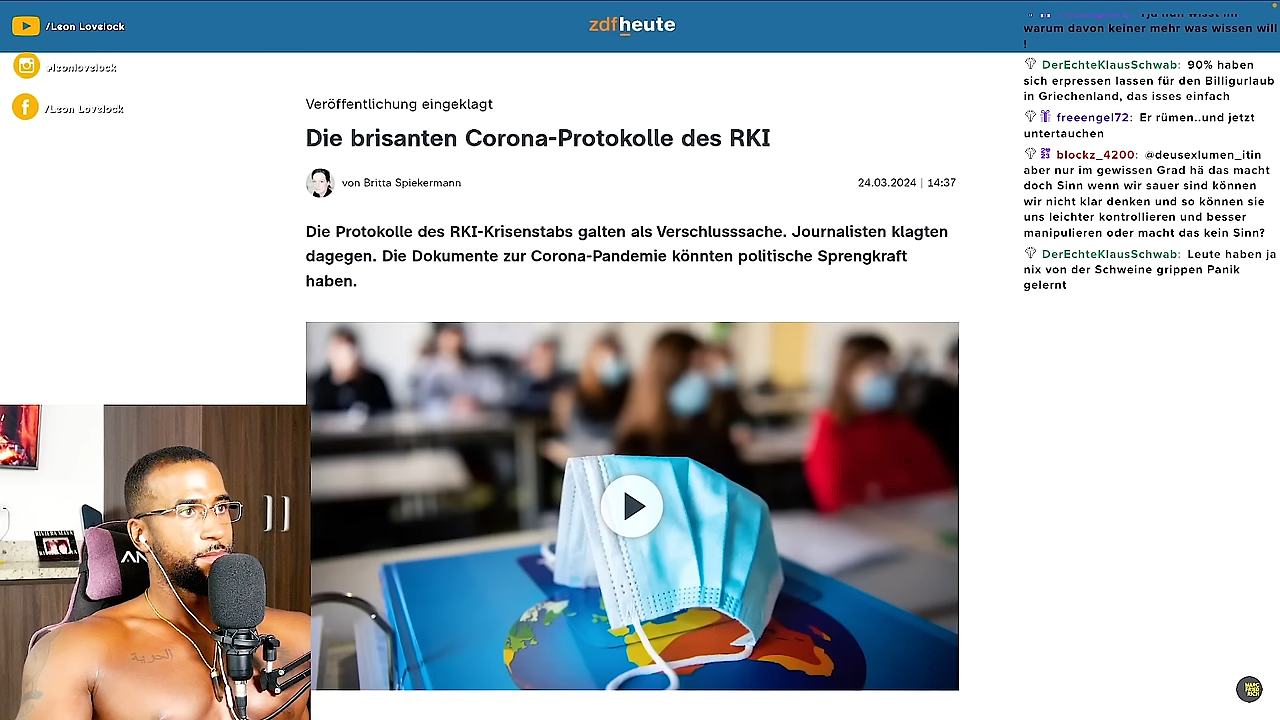 /Leon Lovelock
zdfheute
warum davon keiner mehr was wissen will
!
leonlovelock
DerEchteKlausSchwab: 90% haben
sich erpressen lassen für den Billigurlaub
in Griechenland, das isses einfach
Veröffentlichung eingeklagt
/Leon Lovelock
freeengel72: Er rümen..und jetzt
untertauchen
Die brisanten Corona-Protokolle des RKI
blockz_4200: @deusexlumen_itin
aber nur im gewissen Grad hä das macht
doch Sinn wenn wir sauer sind können
wir nicht klar denken und so können sie
uns leichter kontrollieren und besser
manipulieren oder macht das kein Sinn?
von Britta Spiekermann
24.03.2024 | 14:37
Die Protokolle des RKI-Krisenstabs galten als Verschlusssache. Journalisten klagten
dagegen. Die Dokumente zur Corona-Pandemie könnten politische Sprengkraft
haben.
DerEchteKlausSchwab: Leute haben ja
nix von der Schweine grippen Panik
gelernt
AN
MARC
FRIED
RICH